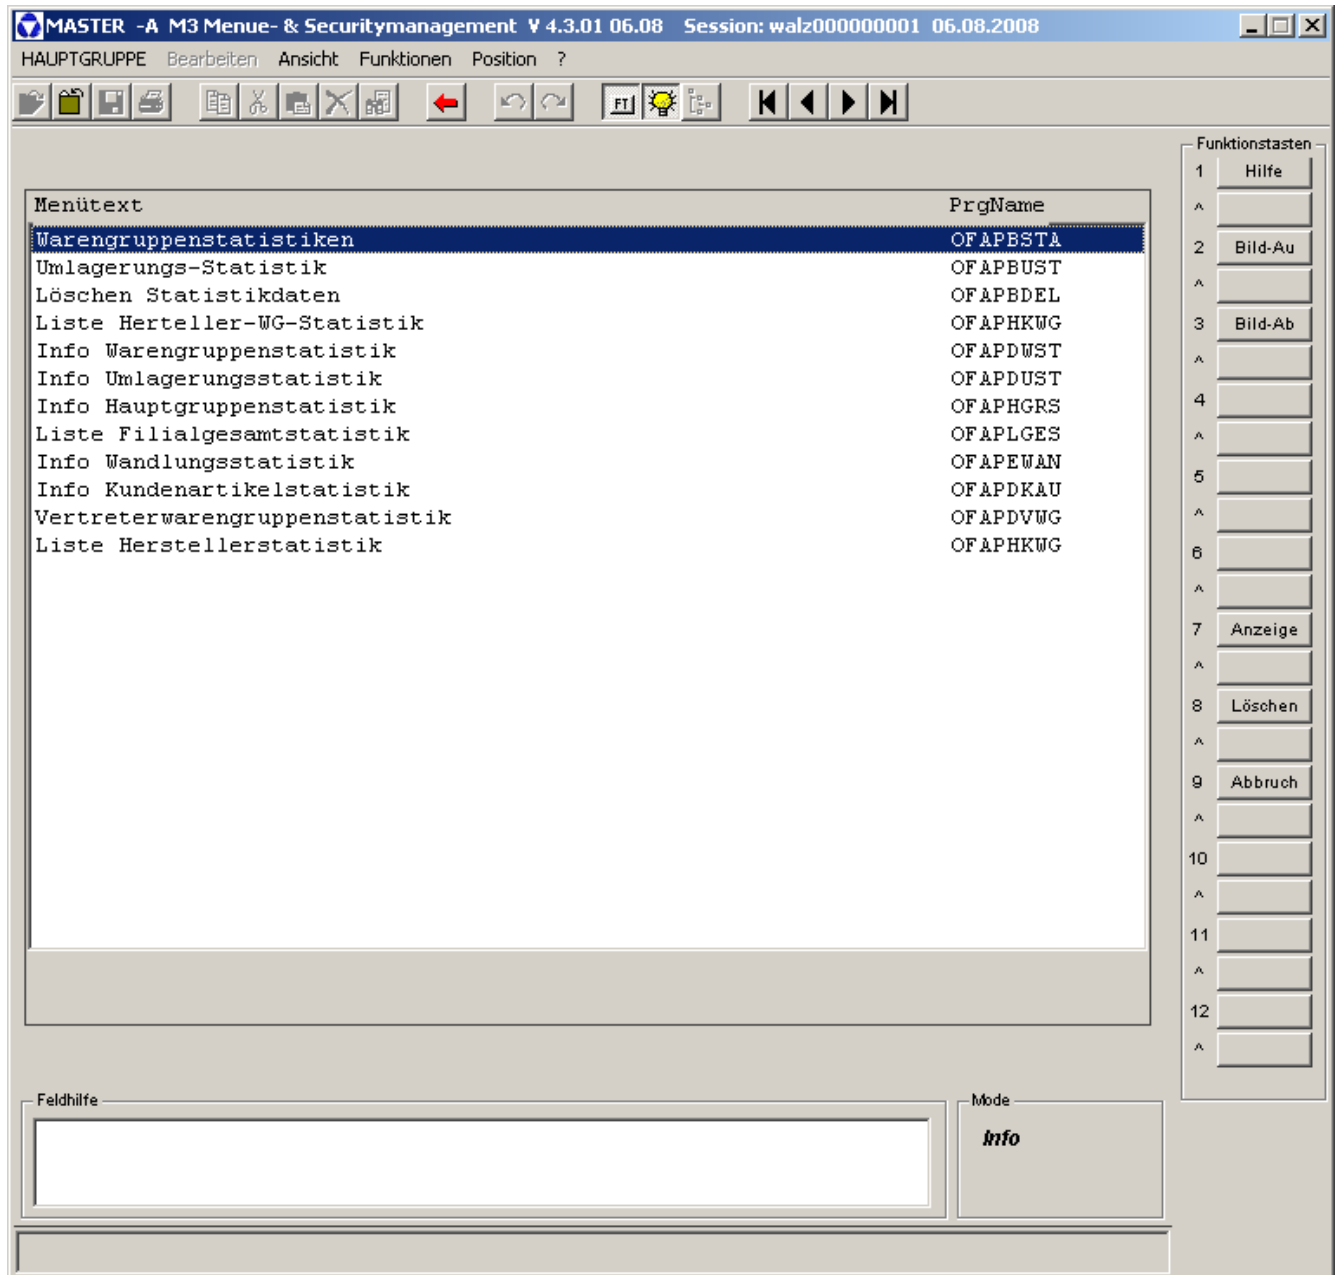 MASTER -A M3 Menue- & Securitymanagement V 4.3.01 06.08 Session: walz000000001 06.08.2008
HAUPTGRUPPE Bearbeiten Ansicht Funktionen Position ?
FT
Menütext PrgName
Warengruppenstatistiken OFAPBSTA
Umlagerungs-Statistik OFAPBUST
Löschen Statistikdaten OFAPBDEL
Liste Herteller-WG-Statistik OFAPHKWG
Info Warengruppenstatistik OFAPDWST
Info Umlagerungsstatistik OFAPDUST
Info Hauptgruppenstatistik OFAPHGRS
Liste Filialgesamtstatistik OFAPLGES
Info Wandlungsstatistik OFAPEWAN
Info Kundenartikelstatistik OFAPDKAU
Vertreterwarengruppenstatistik OFAPDVWG
Liste Herstellerstatistik OFAPHKWG
Funktionstasten
1 Hilfe
^
2 Bild-Au
^
3 Bild-Ab
^
4
^
5
^
6
^
7 Anzeige
^
8 Löschen
^
9 Abbruch
^
10
^
11
^
12
^
Feldhilfe
Mode
Info